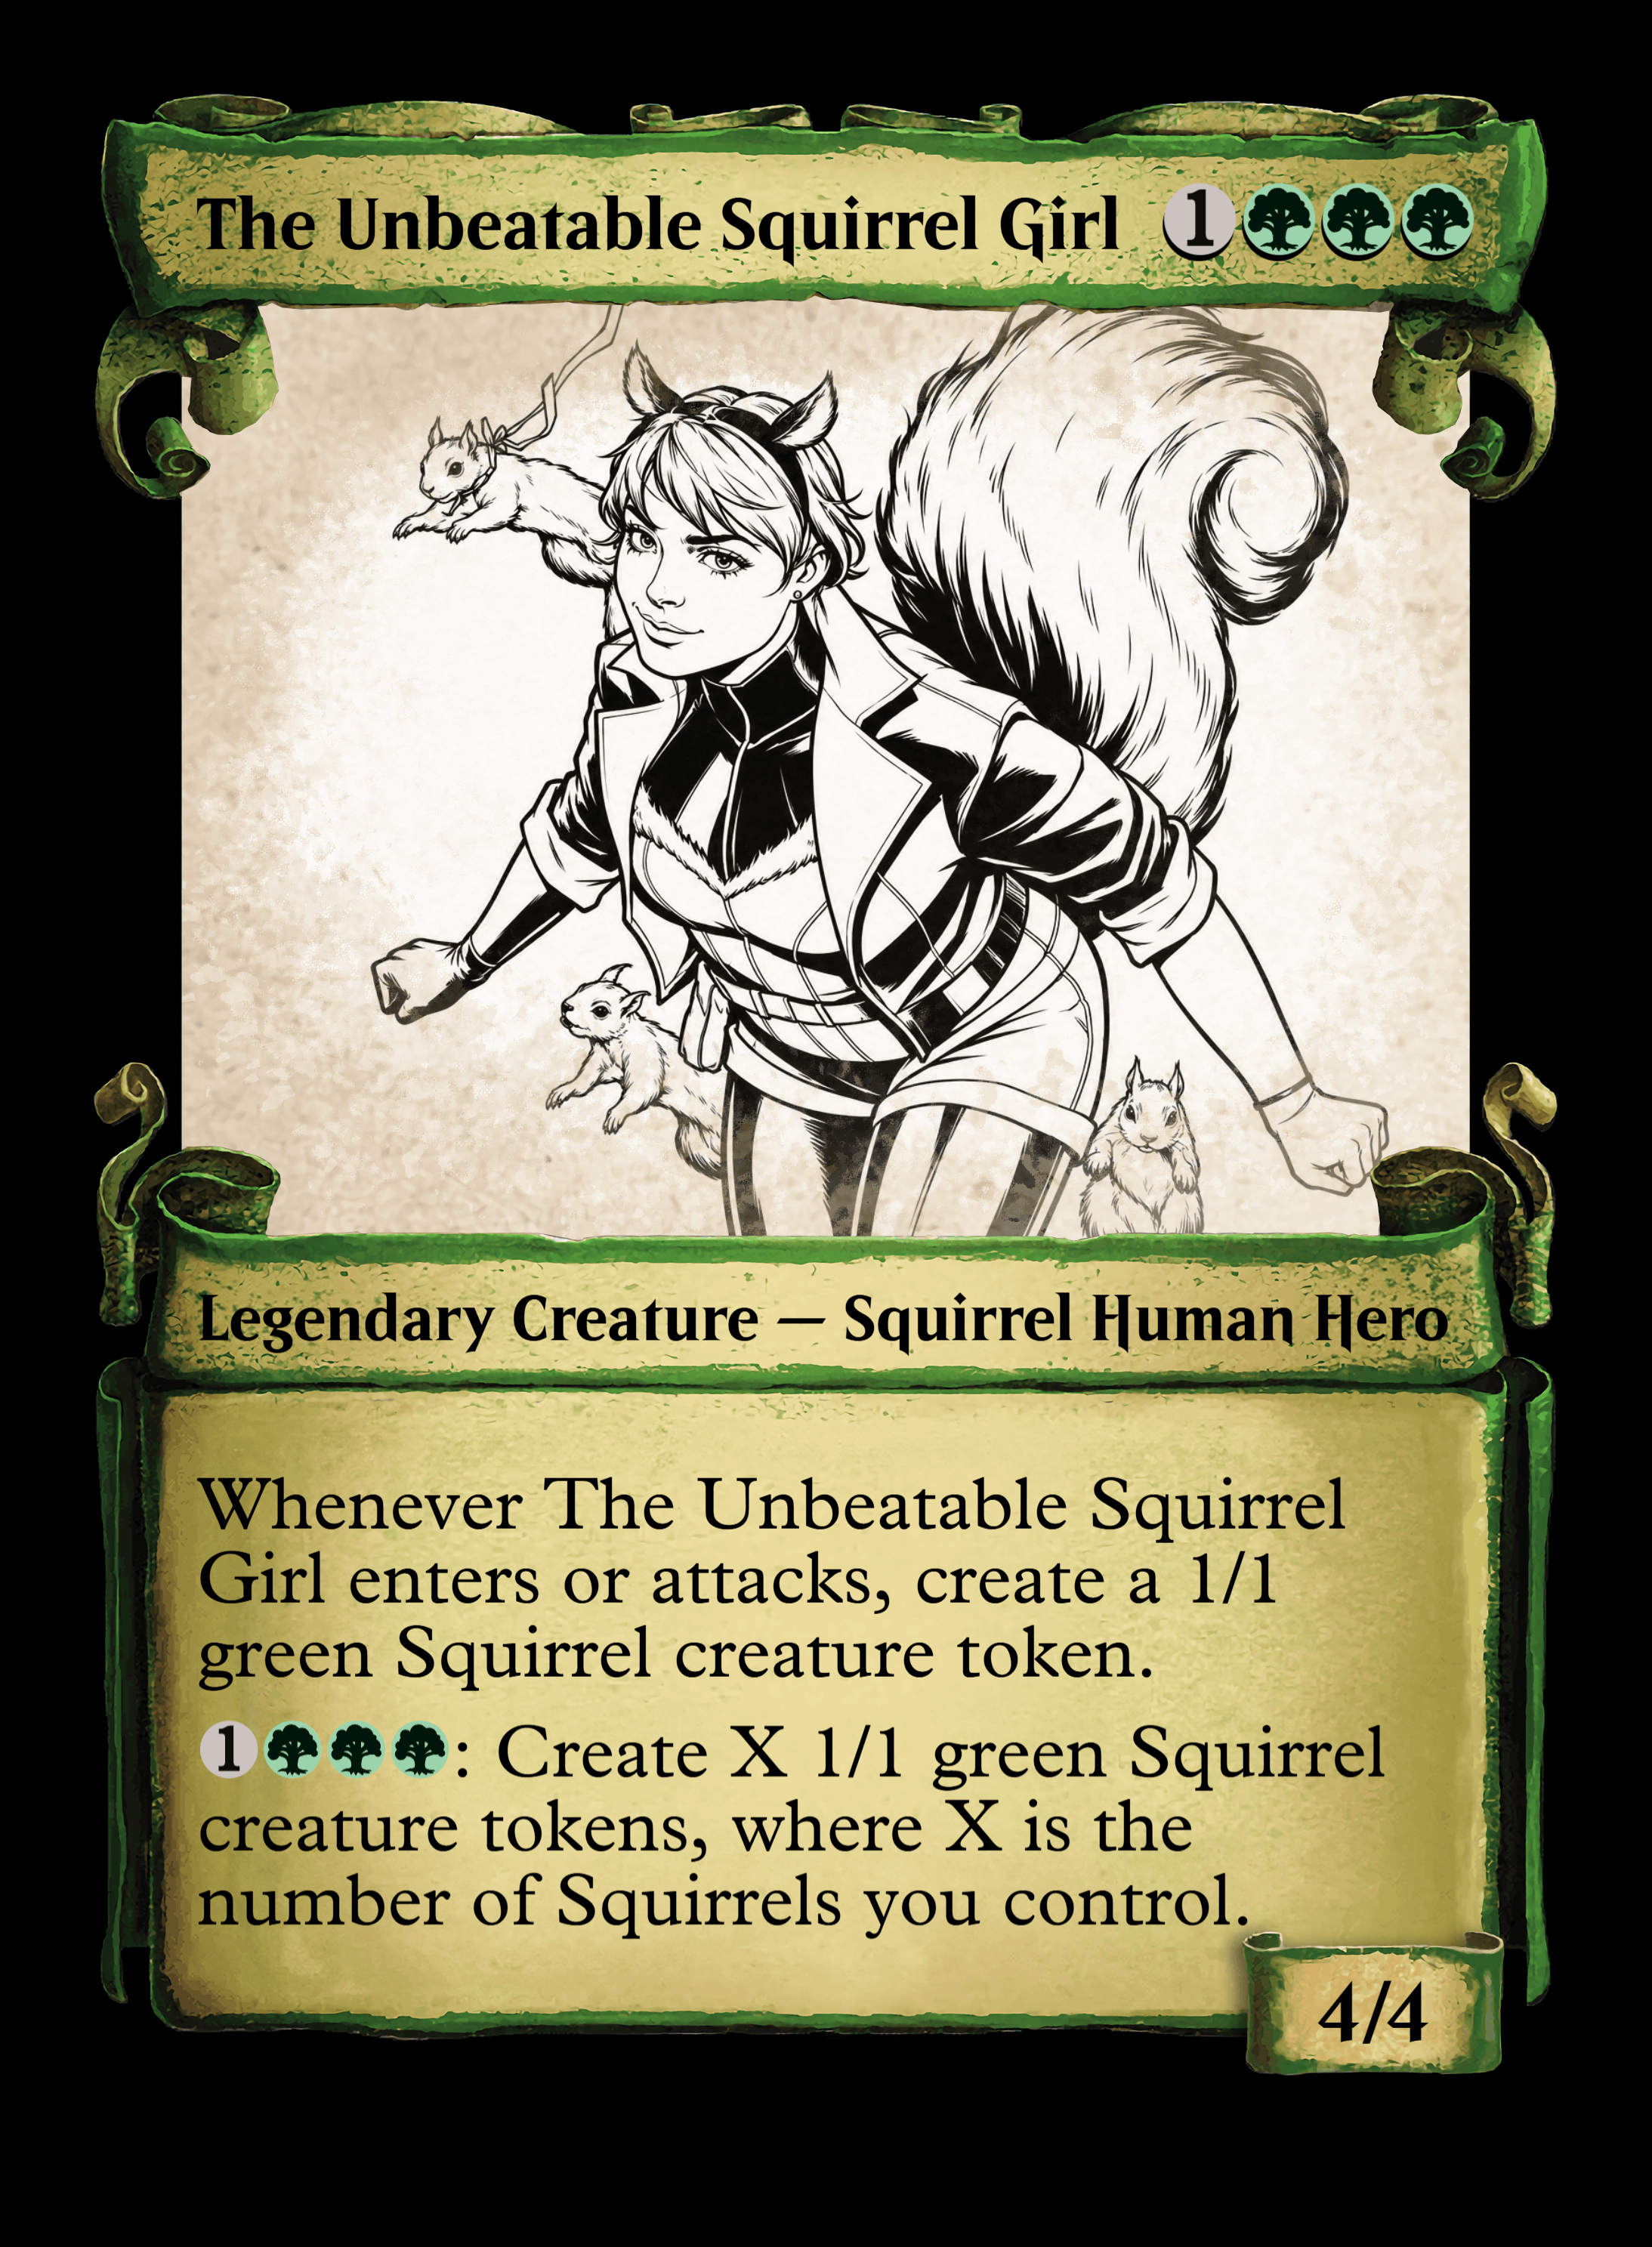 The Unbeatable Squirrel Girl 1
Legendary Creature — Squirrel Human Hero
Whenever The Unbeatable Squirrel
Girl enters or attacks, create a 1/1
green Squirrel creature token.
1: Create X 1/1 green Squirrel
creature tokens, where X is the
number of Squirrels you control.
4/4